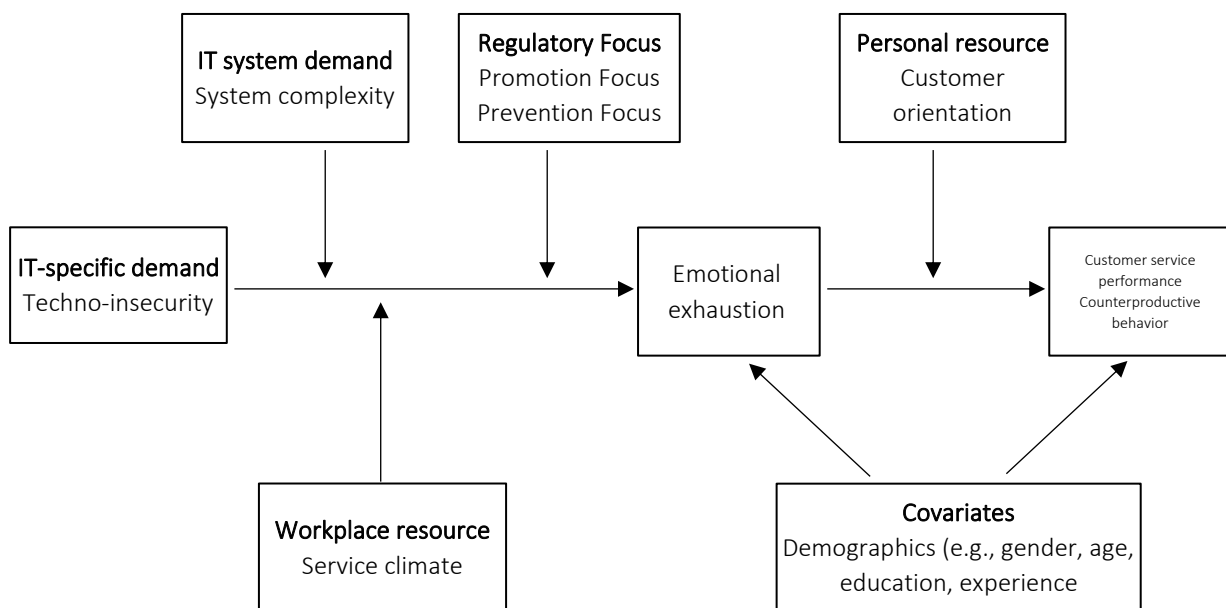 IT system demand
System complexity
Regulatory Focus
Promotion Focus
Prevention Focus
Personal resource
Customer
orientation
IT-specific demand
Techno-insecurity
Emotional
exhaustion
Customer service
performance
Counterproductive
behavior
Workplace resource
Service climate
Covariates
Demographics (e.g., gender, age,
education, experience